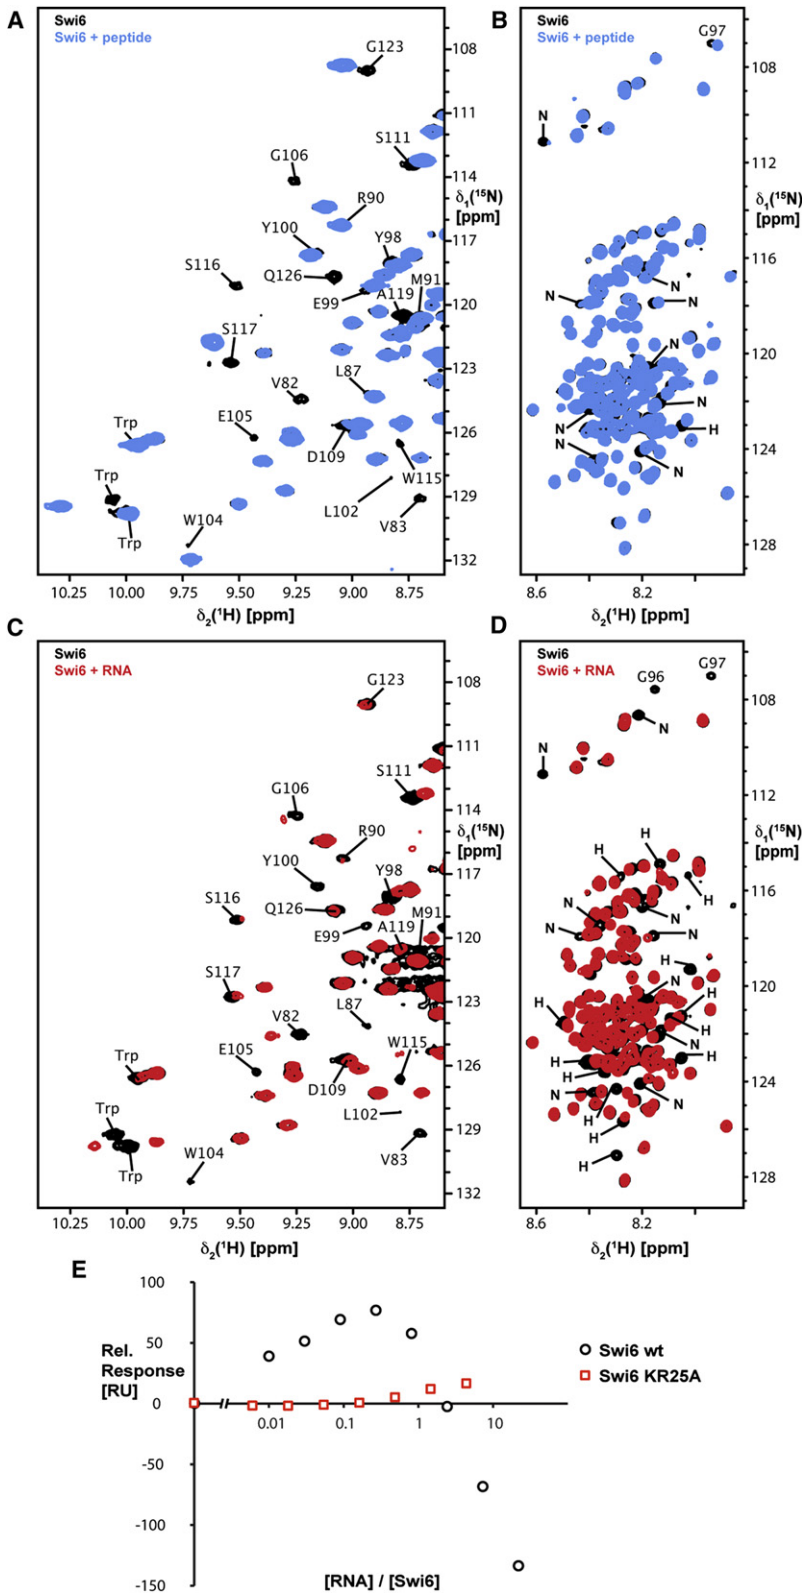 A
Swi6
Swi6 + peptide
G123
S111
G106
R90
Y100
Y98
S116
Q126
M91
E99
A119
S117
L87
V82
E105
Trp
D109
W115
Trp
L102
V83
W104
Trp
108
111
114
δ1(15N)
[ppm]
117
120
123
126
129
132
10.25 10.00 9.75 9.50 9.25 9.00 8.75
δ2(1H) [ppm]
B
Swi6
Swi6 + peptide
G97
N
N
N
N
N
N
N
H
N
N
108
112
δ1(15N)
[ppm]
116
120
124
128
8.6 8.2
δ2(1H) [ppm]
C
Swi6
Swi6 + RNA
G123
S111
G106
R90
Y100
Y98
S116
Q126
M91
E99
A119
S117
L87
V82
W115
E105
Trp
D109
Trp
L102
Trp
V83
W104
108
111
114
δ1(15N)
[ppm]
117
120
123
126
129
132
10.25 10.00 9.75 9.50 9.25 9.00 8.75
δ2(1H) [ppm]
D
Swi6
Swi6 + RNA
G96
G97
N
N
H
H
H
N
N
N
N
H
N
H
H
H
N
H
H
N
H
N
H
H
108
112
δ1(15N)
[ppm]
116
120
124
128
8.6 8.2
δ2(1H) [ppm]
E
100
50
0
-50
-100
-150
Rel.
Response
[RU]
0.01 0.1 1 10
[RNA] / [Swi6]
Swi6 wt
Swi6 KR25A